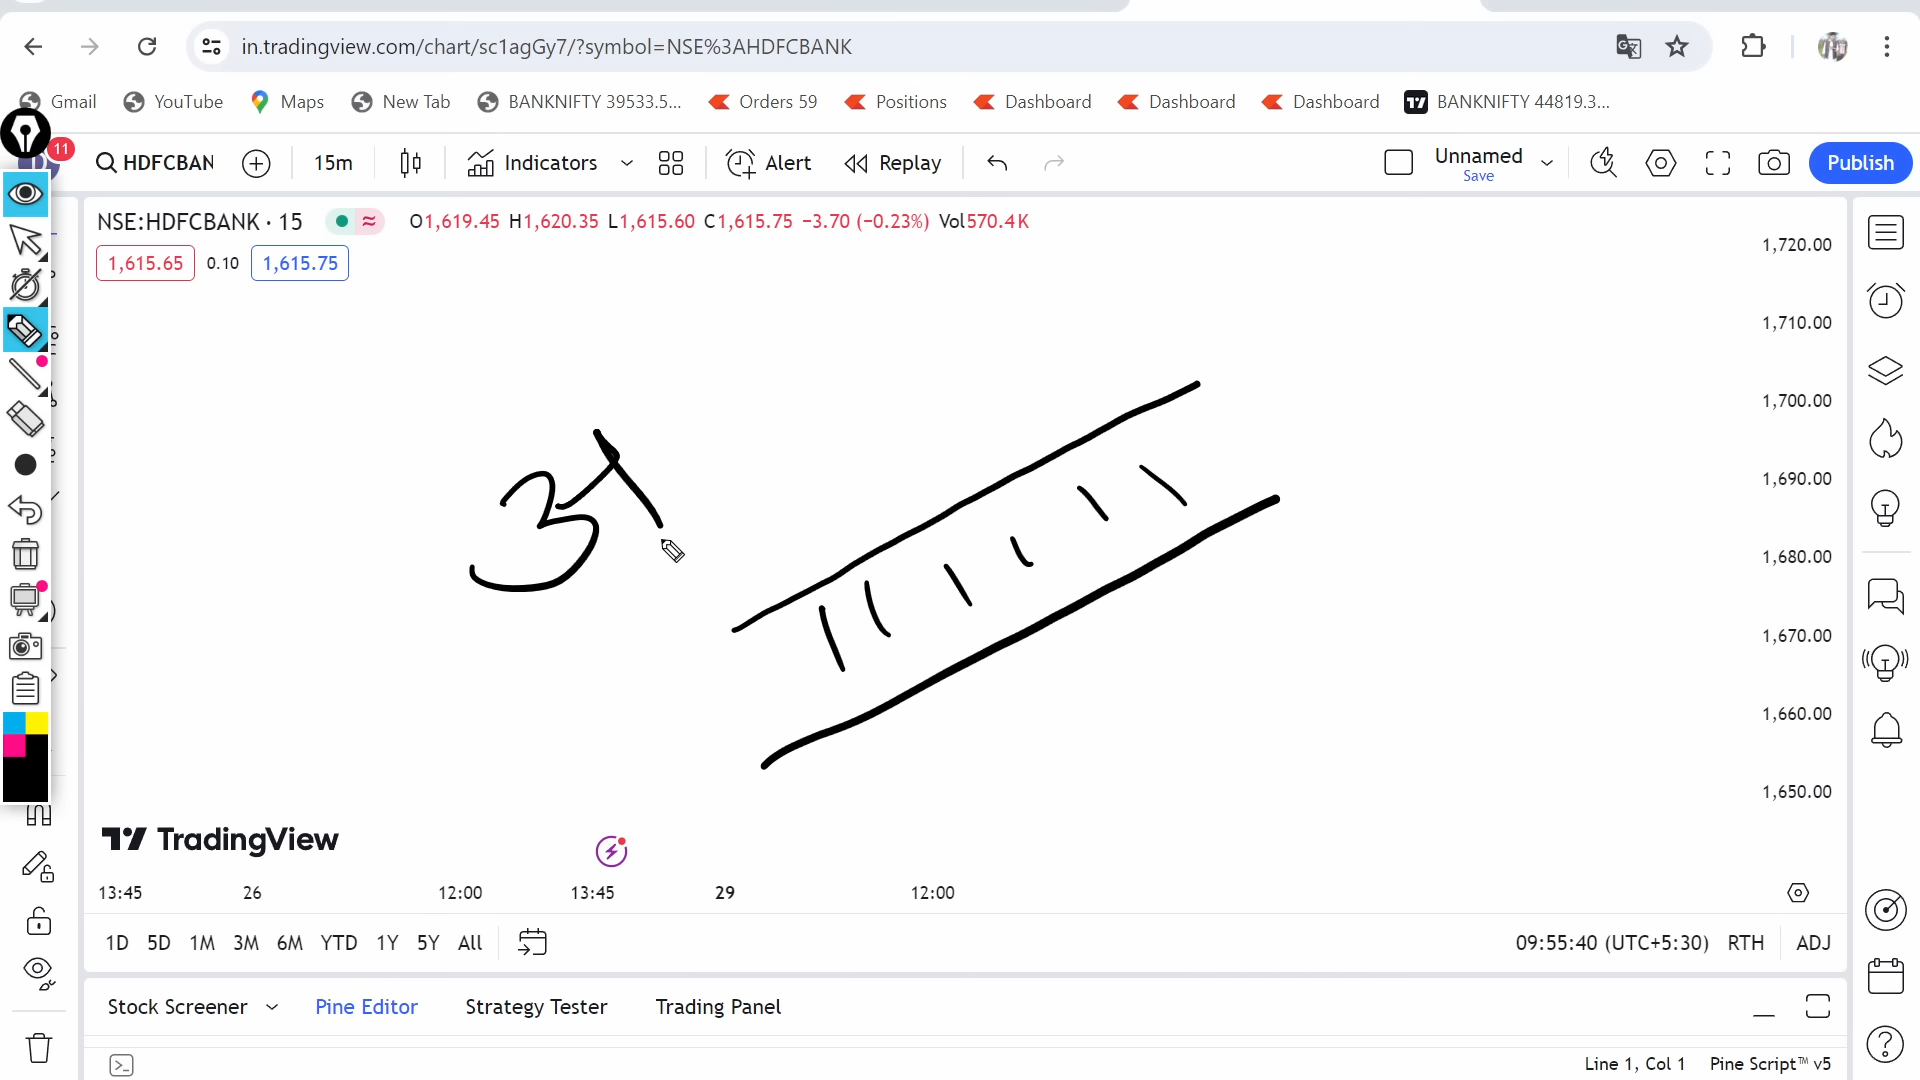 in.tradingview.com/chart/sc1agGy7/?symbol=NSE%3AHDFCBANK
Gmail YouTube Maps New Tab BANKNIFTY 39533.5... Orders 59 Positions Dashboard Dashboard Dashboard BANKNIFTY 44819.3...
11 HDFCBAN 15m Indicators Alert Replay Unnamed Save Publish
NSE:HDFCBANK · 15 O1,619.45 H1,620.35 L1,615.60 C1,615.75 −3.70 (−0.23%) Vol570.4K
1,615.65 0.10 1,615.75
1,720.00
1,710.00
1,700.00
1,690.00
1,680.00
1,670.00
1,660.00
1,650.00
TradingView
13:45 26 12:00 13:45 29 12:00
1D 5D 1M 3M 6M YTD 1Y 5Y All 09:55:40 (UTC+5:30) RTH ADJ
Stock Screener Pine Editor Strategy Tester Trading Panel
Line 1, Col 1 Pine Script™ v5